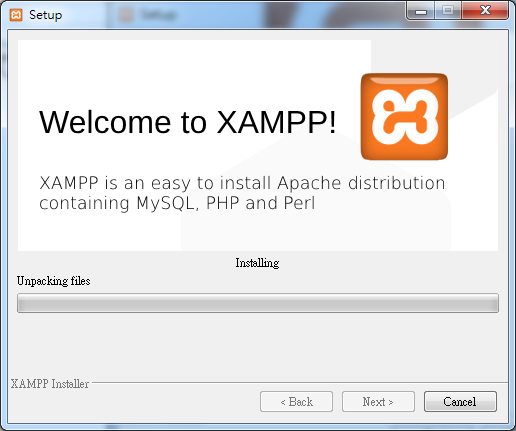 Setup
Welcome to XAMPP!
XAMPP is an easy to install Apache distribution
containing MySQL, PHP and Perl
Installing
Unpacking files
XAMPP Installer
< Back
Next >
Cancel